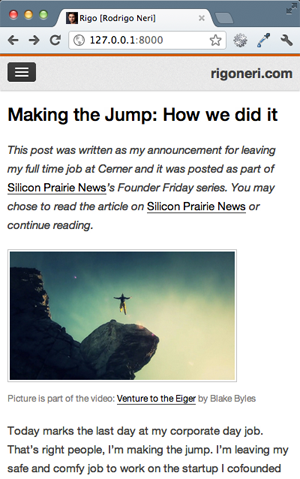 Rigo [Rodrigo Neri]
127.0.0.1:8000
rigoneri.com
Making the Jump: How we did it
This post was written as my announcement for leaving
my full time job at Cerner and it was posted as part of
Silicon Prairie News's Founder Friday series. You may
chose to read the article on Silicon Prairie News or
continue reading.
Picture is part of the video: Venture to the Eiger by Blake Byles
Today marks the last day at my corporate day job.
That's right people, I'm making the jump. I'm leaving my
safe and comfy job to work on the startup I cofounded